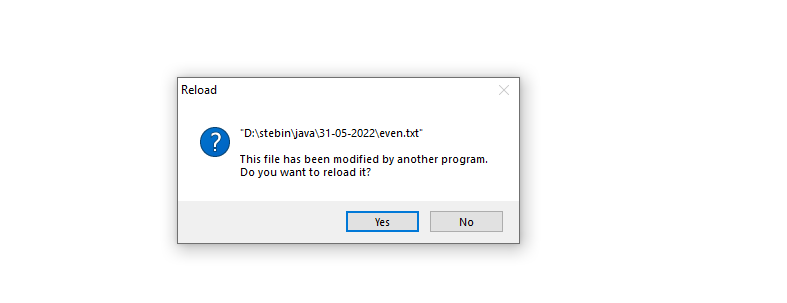 Reload
"D:\stebin\java\31-05-2022\even.txt"
This file has been modified by another program.
Do you want to reload it?
Yes
No